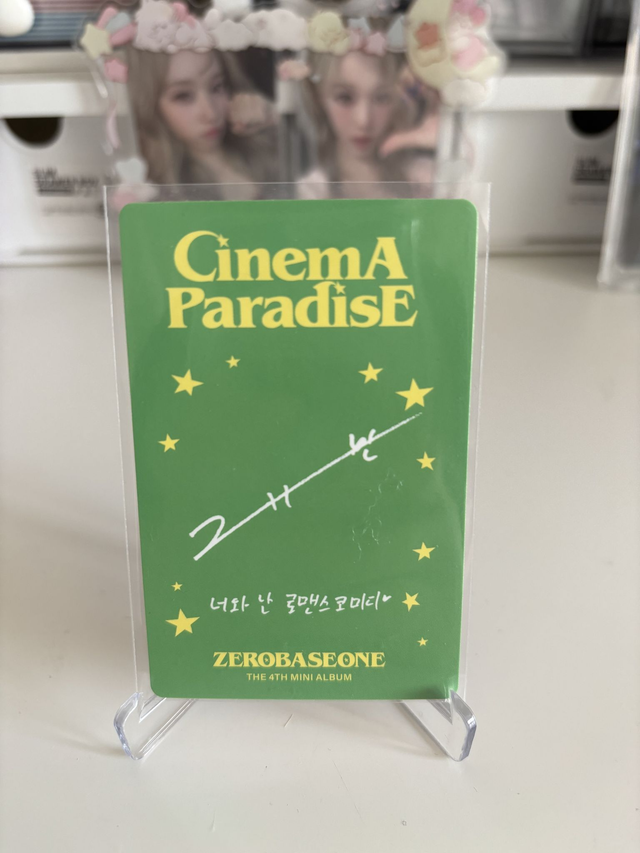 CinemA
ParadisE
너와 난 로맨스코미디♥
ZEROBASEONE
THE 4TH MINI ALBUM